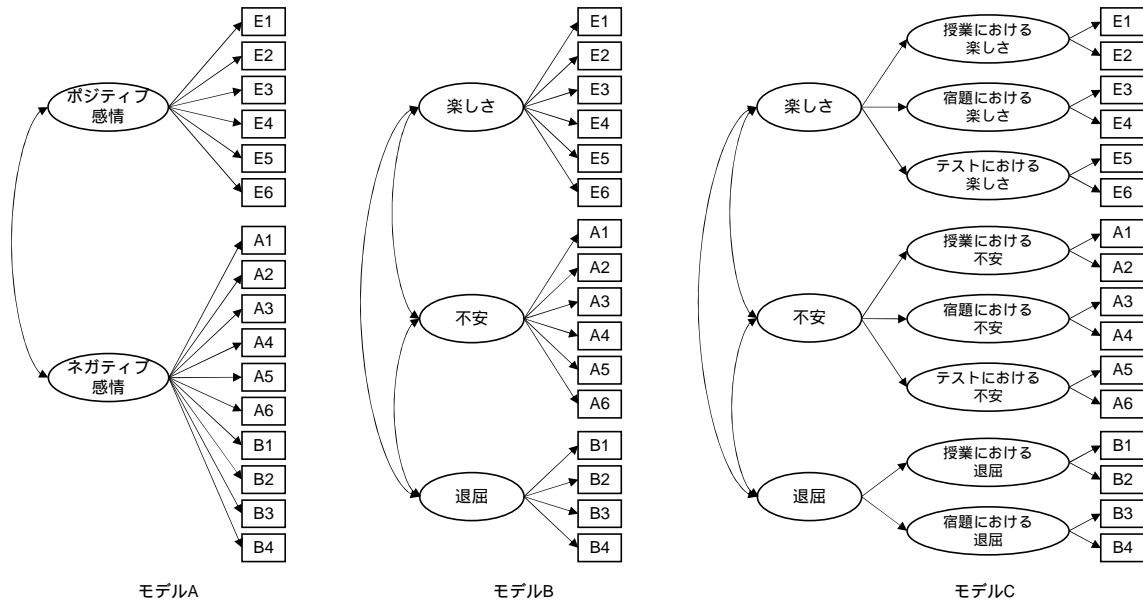 ポジティブ
感情
E1
E2
E3
E4
E5
E6
ネガティブ
感情
A1
A2
A3
A4
A5
A6
B1
B2
B3
B4
モデルA
楽しさ
E1
E2
E3
E4
E5
E6
不安
A1
A2
A3
A4
A5
A6
退屈
B1
B2
B3
B4
モデルB
楽しさ
授業における
楽しさ
E1
E2
宿題における
楽しさ
E3
E4
テストにおける
楽しさ
E5
E6
不安
授業における
不安
A1
A2
宿題における
不安
A3
A4
テストにおける
不安
A5
A6
退屈
授業における
退屈
B1
B2
宿題における
退屈
B3
B4
モデルC